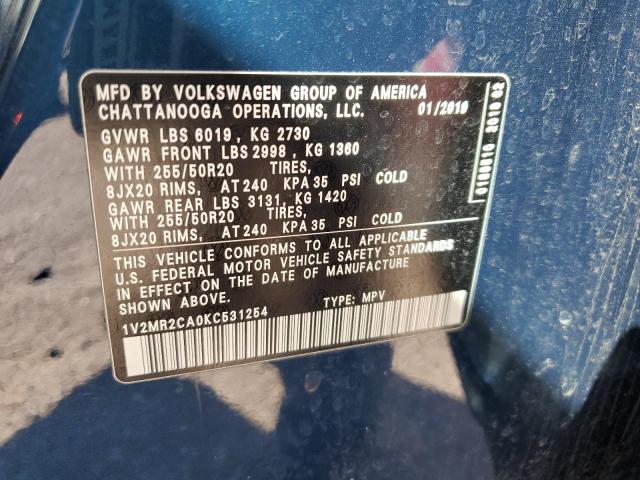 MFD BY VOLKSWAGEN GROUP OF AMERICA
CHATTANOOGA OPERATIONS, LLC. 01/2019
GVWR LBS 6019 , KG 2730
GAWR FRONT LBS 2998 , KG 1360
WITH 255/50R20 TIRES,
8JX20 RIMS, AT 240 KPA 35 PSI COLD
GAWR REAR LBS 3131, KG 1420
WITH 255/50R20 TIRES,
8JX20 RIMS, AT 240 KPA 35 PSI COLD
THIS VEHICLE CONFORMS TO ALL APPLICABLE
U.S. FEDERAL MOTOR VEHICLE SAFETY STANDARDS
IN EFFECT ON THE DATE OF MANUFACTURE
SHOWN ABOVE. TYPE: MPV
1V2MR2CA0KC531254